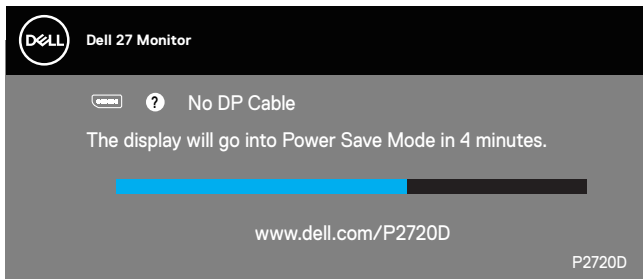 DELL
Dell 27 Monitor
? No DP Cable
The display will go into Power Save Mode in 4 minutes.
www.dell.com/P2720D
P2720D